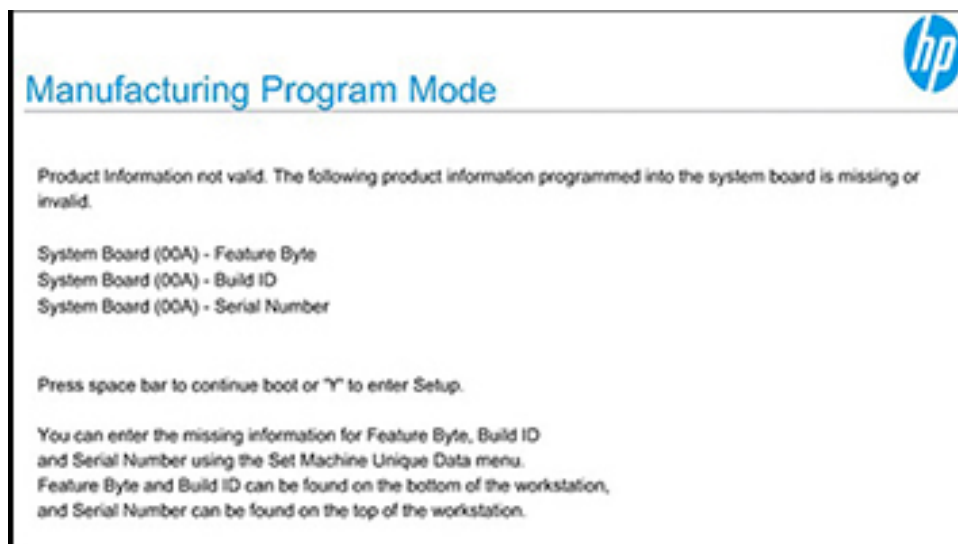 hp
Manufacturing Program Mode
Product Information not valid. The following product information programmed into the system board is missing or
invalid.
System Board (00A) - Feature Byte
System Board (00A) - Build ID
System Board (00A) - Serial Number
Press space bar to continue boot or "Y" to enter Setup.
You can enter the missing information for Feature Byte, Build ID
and Serial Number using the Set Machine Unique Data menu.
Feature Byte and Build ID can be found on the bottom of the workstation,
and Serial Number can be found on the top of the workstation.